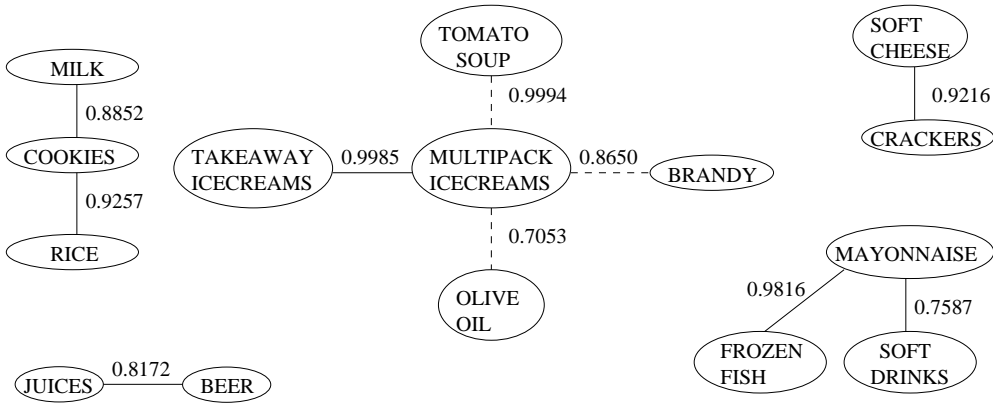 MILK
0.8852
COOKIES
0.9257
RICE
TOMATO
SOUP
0.9994
TAKEAWAY
ICECREAMS
0.9985
MULTIPACK
ICECREAMS
0.8650
BRANDY
0.7053
OLIVE
OIL
SOFT
CHEESE
0.9216
CRACKERS
MAYONNAISE
0.9816
0.7587
FROZEN
FISH
SOFT
DRINKS
JUICES
0.8172
BEER